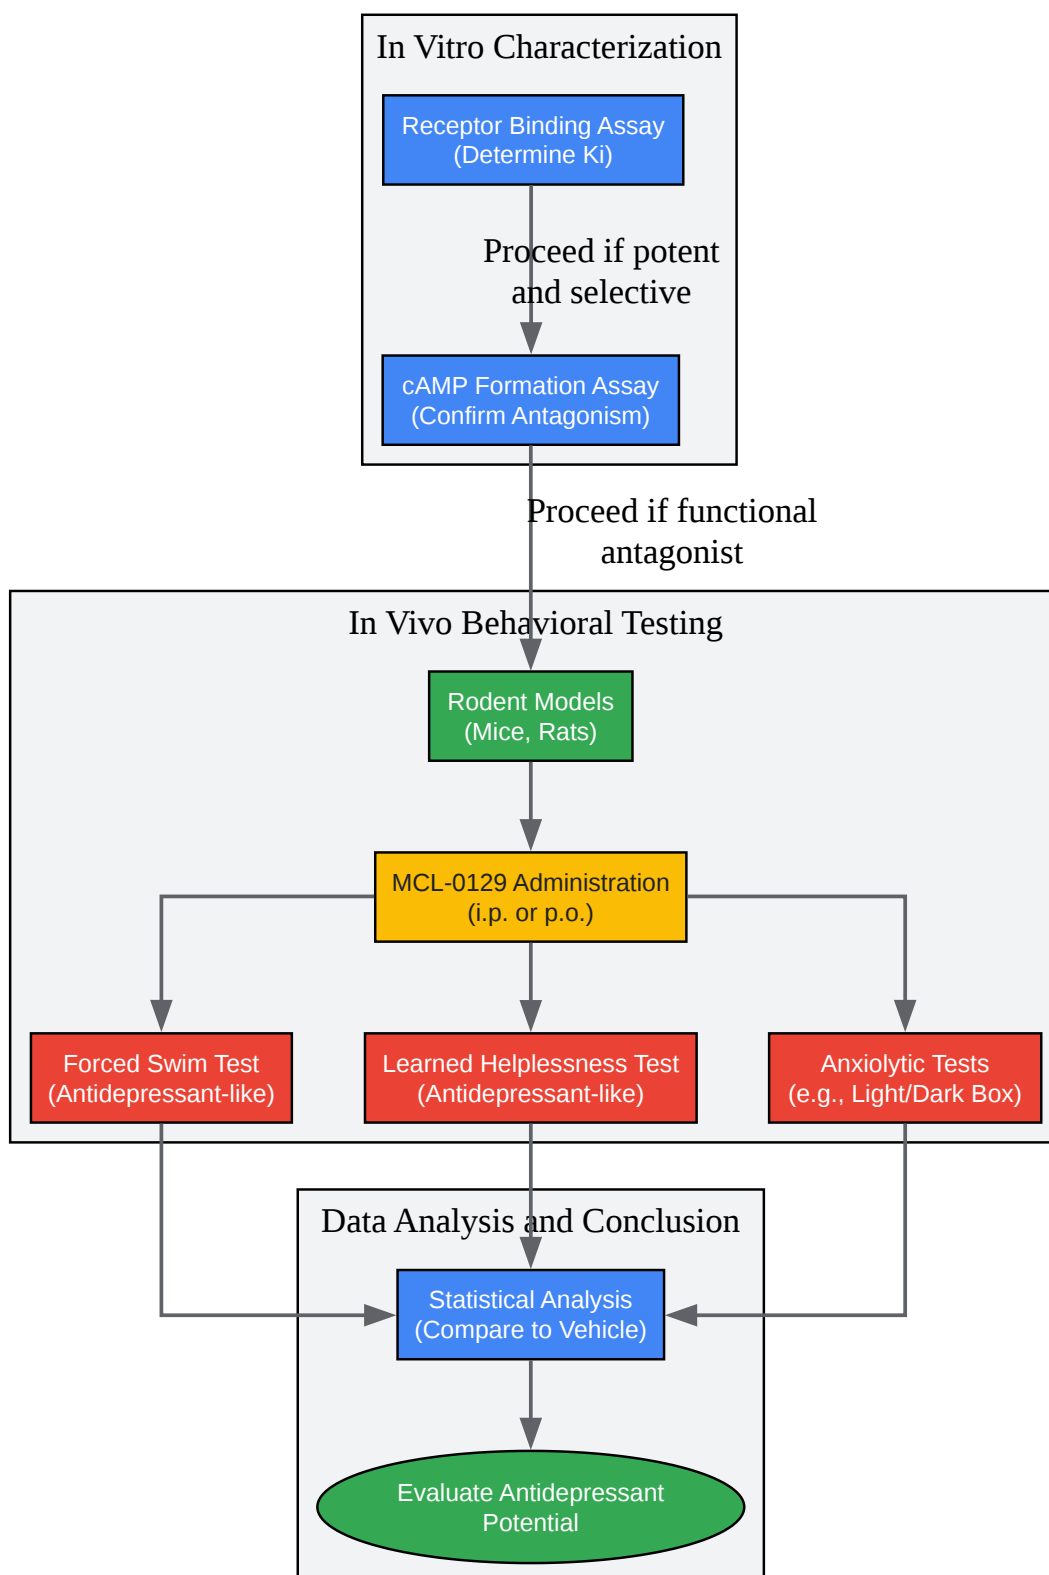 In Vitro Characterization
Receptor Binding Assay
(Determine Ki)
Proceed if potent
and selective
cAMP Formation Assay
(Confirm Antagonism)
Proceed if functional
antagonist
In Vivo Behavioral Testing
Rodent Models
(Mice, Rats)
MCL-0129 Administration
(i.p. or p.o.)
Forced Swim Test
(Antidepressant-like)
Learned Helplessness Test
(Antidepressant-like)
Anxiolytic Tests
(e.g., Light/Dark Box)
Data Analysis and Conclusion
Statistical Analysis
(Compare to Vehicle)
Evaluate Antidepressant
Potential